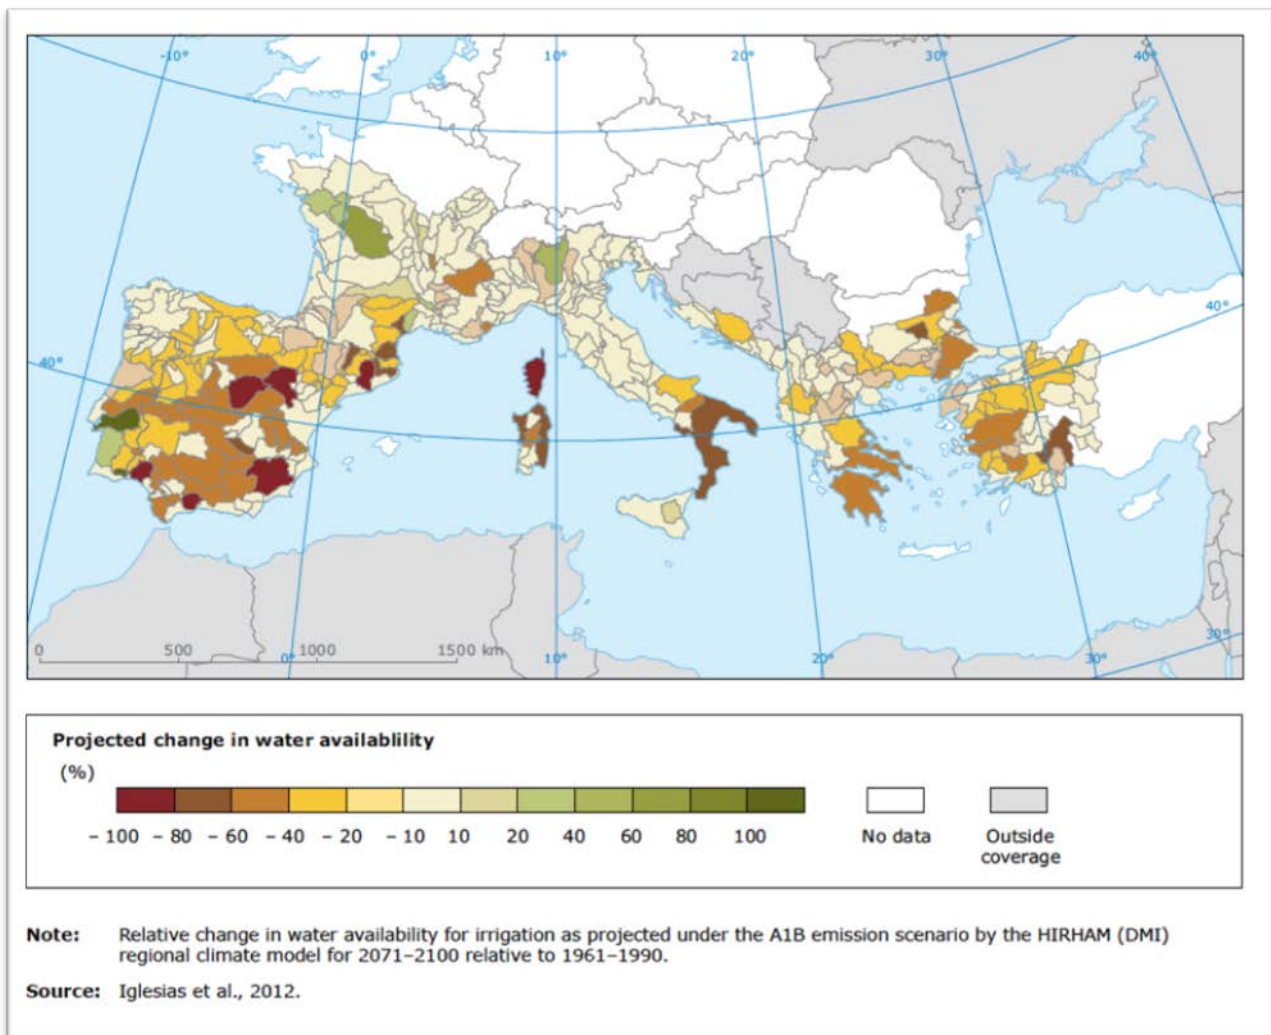 -10° 0° 10° 20° 30° 40°
40°
40°
30°
0 500 1000 1500 km
0° 10° 20° 30°
Projected change in water availablility
(%)
– 100 – 80 – 60 – 40 – 20 – 10 10 20 40 60 80 100
No data
Outside
coverage
Note: Relative change in water availability for irrigation as projected under the A1B emission scenario by the HIRHAM (DMI)
regional climate model for 2071–2100 relative to 1961–1990.
Source: Iglesias et al., 2012.